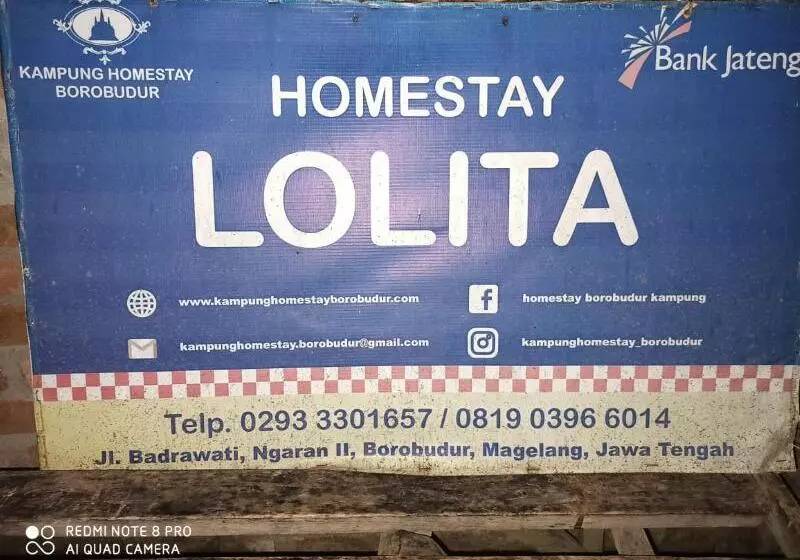 KAMPUNG HOMESTAY
BOROBUDUR
Bank Jateng
HOMESTAY
LOLITA
www.kampunghomestayborobudur.com
homestay borobudur kampung
kampunghomestay.borobudur@gmail.com
kampunghomestay_borobudur
Telp. 0293 3301657 / 0819 0396 6014
Jl. Badrawati, Ngaran II, Borobudur, Magelang, Jawa Tengah
REDMI NOTE 8 PRO
AI QUAD CAMERA